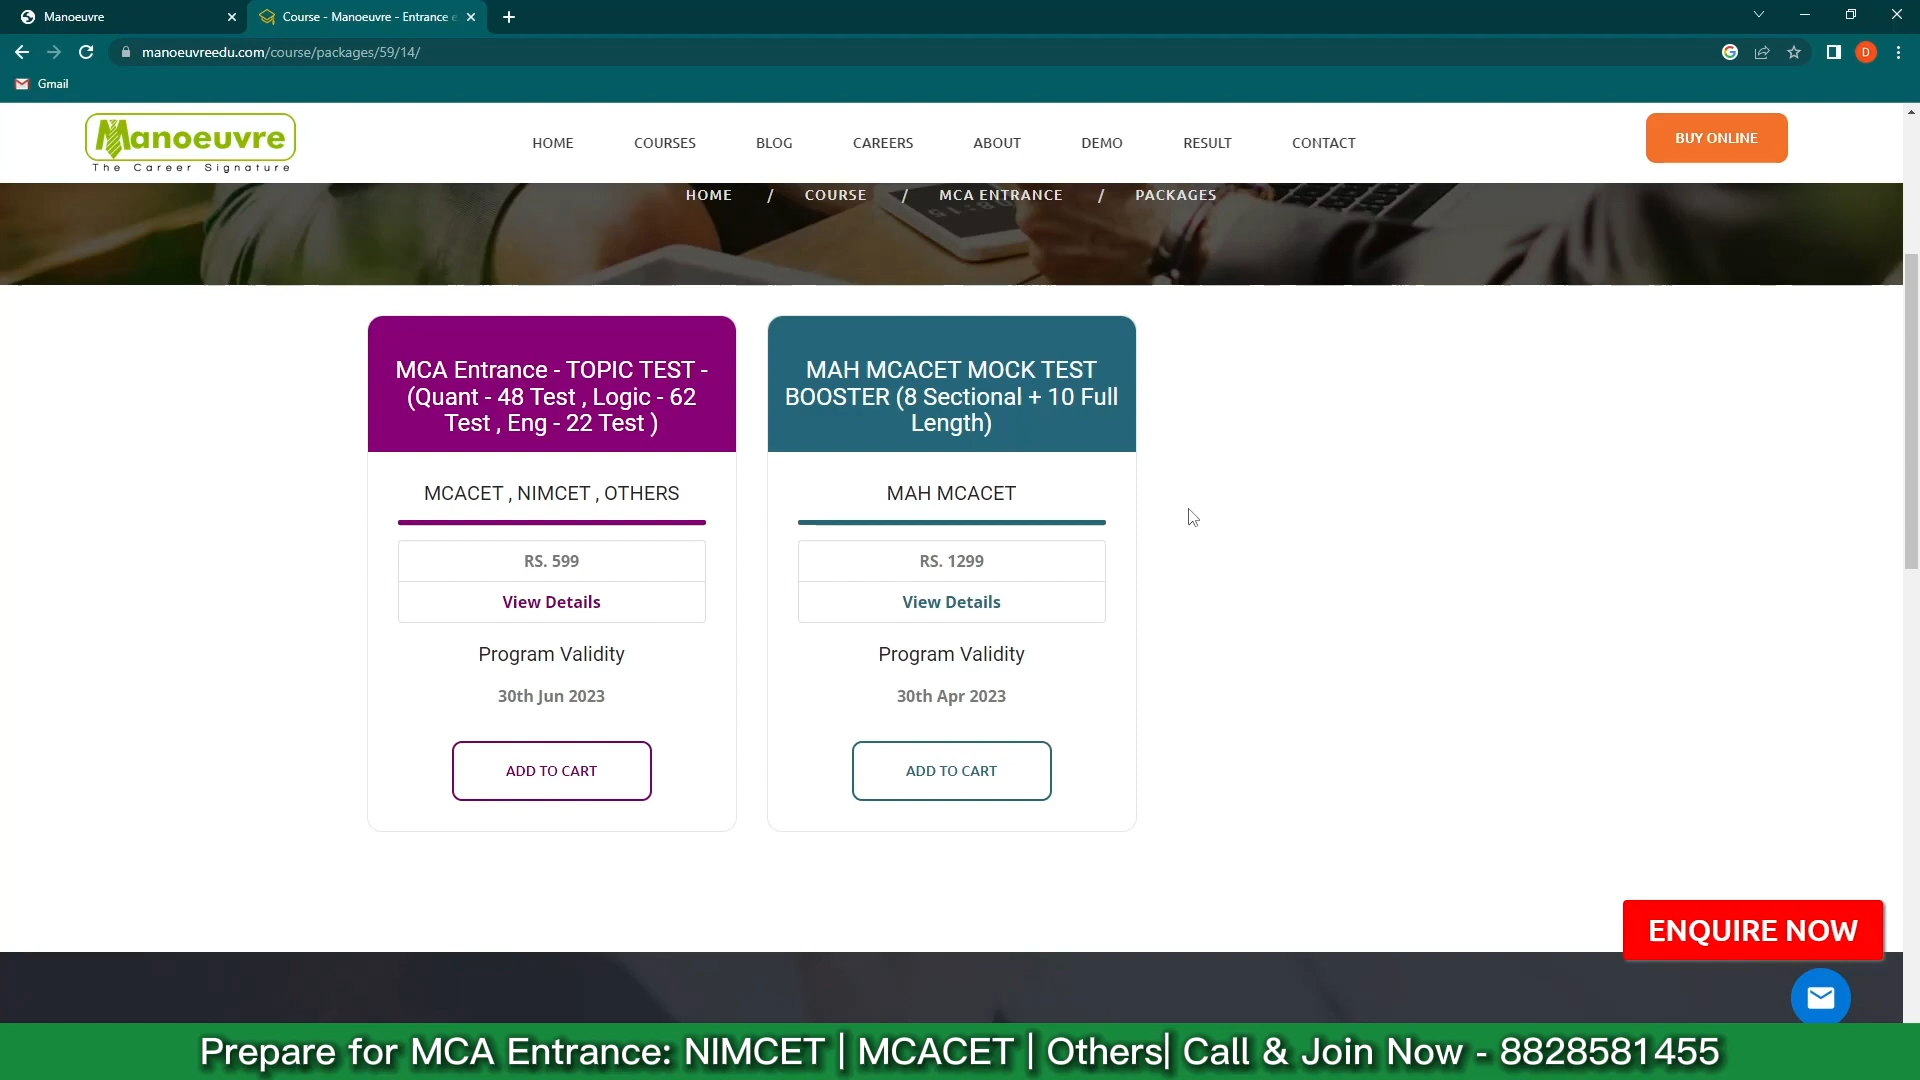 Manoeuvre
Course - Manoeuvre - Entrance e
manoeuvreedu.com/course/packages/59/14/
D
Gmail
Manoeuvre
The Career Signature
HOME
COURSES
BLOG
CAREERS
ABOUT
DEMO
RESULT
CONTACT
BUY ONLINE
HOME / COURSE / MCA ENTRANCE / PACKAGES
MCA Entrance - TOPIC TEST -
(Quant - 48 Test , Logic - 62
Test , Eng - 22 Test )
MCACET , NIMCET , OTHERS
RS. 599
View Details
Program Validity
30th Jun 2023
ADD TO CART
MAH MCACET MOCK TEST
BOOSTER (8 Sectional + 10 Full
Length)
MAH MCACET
RS. 1299
View Details
Program Validity
30th Apr 2023
ADD TO CART
ENQUIRE NOW
Prepare for MCA Entrance: NIMCET | MCACET | Others| Call & Join Now - 8828581455